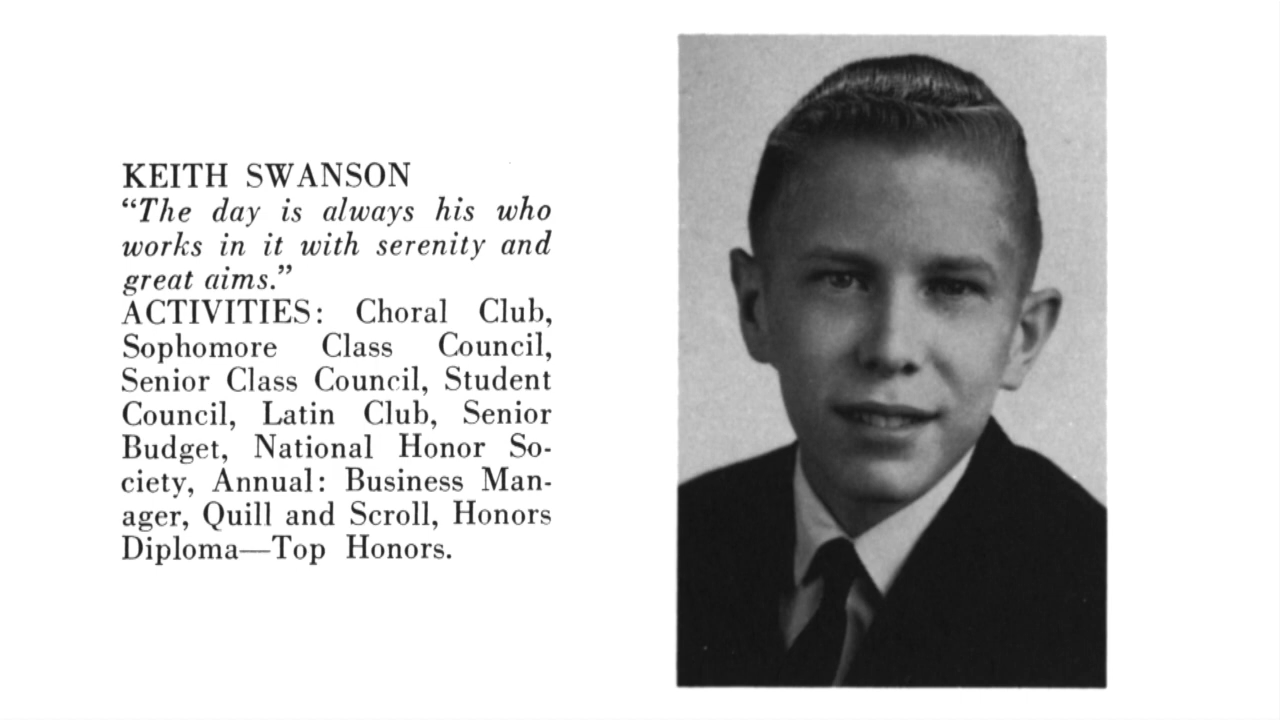 KEITH SWANSON
“The day is always his who
works in it with serenity and
great aims.”
ACTIVITIES: Choral Club,
Sophomore Class Council,
Senior Class Council, Student
Council, Latin Club, Senior
Budget, National Honor So-
ciety, Annual: Business Man-
ager, Quill and Scroll, Honors
Diploma—Top Honors.